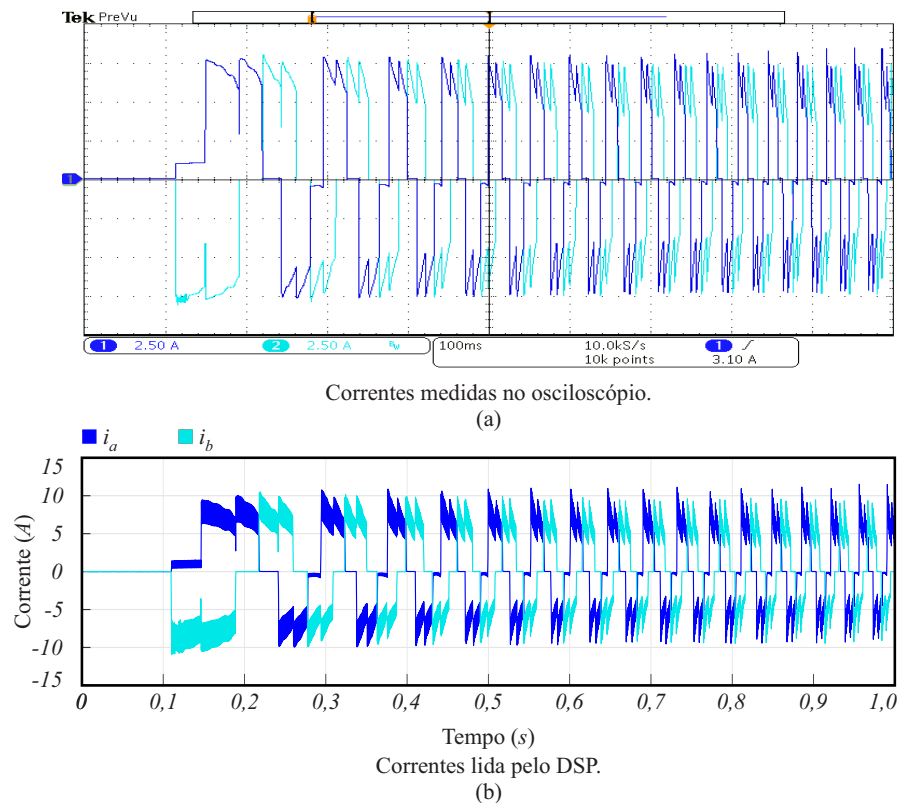 Tek PreVu
1
1 2.50 A 2 2.50 A BW 100ms 10.0kS/s 1
10k points 3.10 A
Correntes medidas no osciloscópio.
(a)
i_a i_b
15
10
5
0
-5
-10
-15
Corrente (A)
0 0,1 0,2 0,3 0,4 0,5 0,6 0,7 0,8 0,9 1,0
Tempo (s)
Correntes lida pelo DSP.
(b)